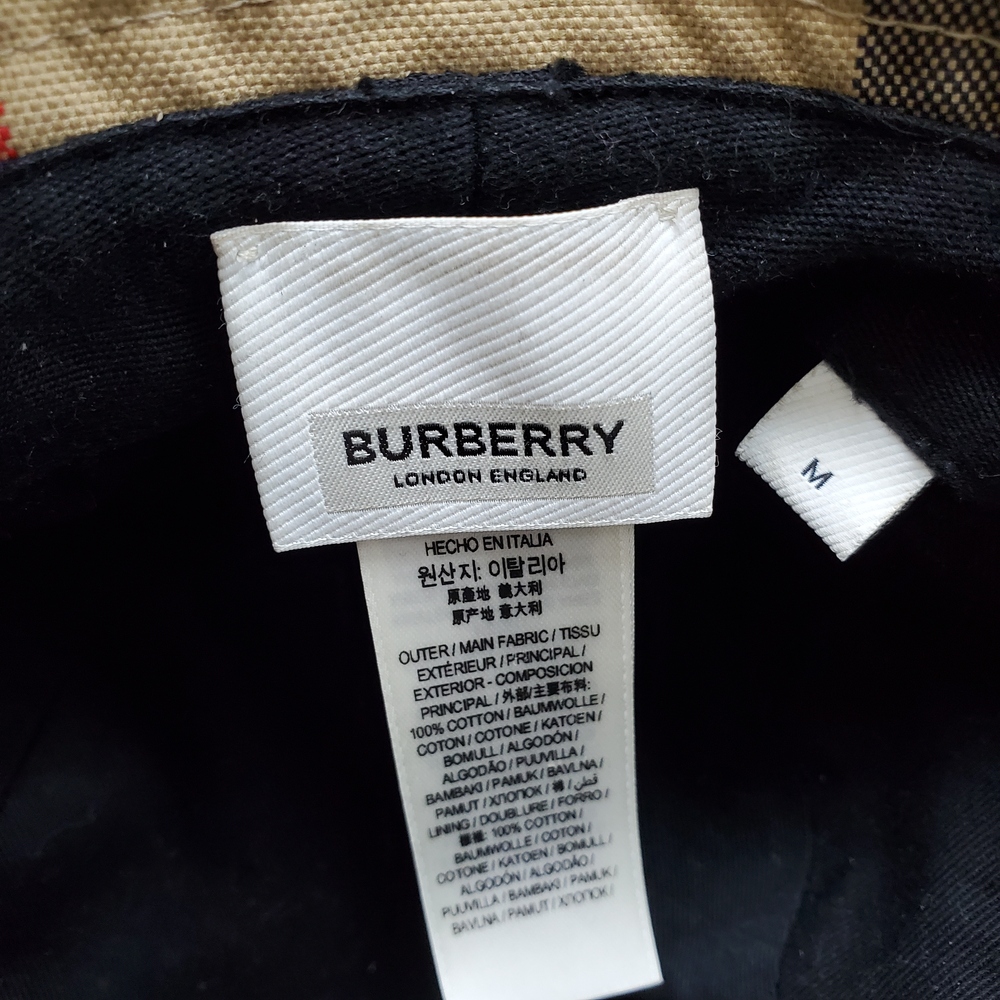 BURBERRY
LONDON ENGLAND
M
HECHO EN ITALIA
원산지: 이탈리아
原產地 義大利
原产地 意大利
OUTER / MAIN FABRIC / TISSU
EXTÉRIEUR / PRINCIPAL /
EXTERIOR - COMPOSICION
PRINCIPAL / 外部/主要布料:
100% COTTON / BAUMWOLLE /
COTON / COTONE / KATOEN /
BOMULL / ALGODÓN /
ALGODÃO / PUUVILLA /
BAMBAKI / PAMUK / BAVLNA /
PAMUT / ХЛОПОК / 棉 / قطن /
LINING / DOUBLURE / FORRO /
100% COTTON /
BAUMWOLLE / COTON /
COTONE / KATOEN / BOMULL /
ALGODÓN / ALGODÃO /
PUUVILLA / BAMBAKI / PAMUK /
BAVLNA / PAMUT / ХЛОПОК /